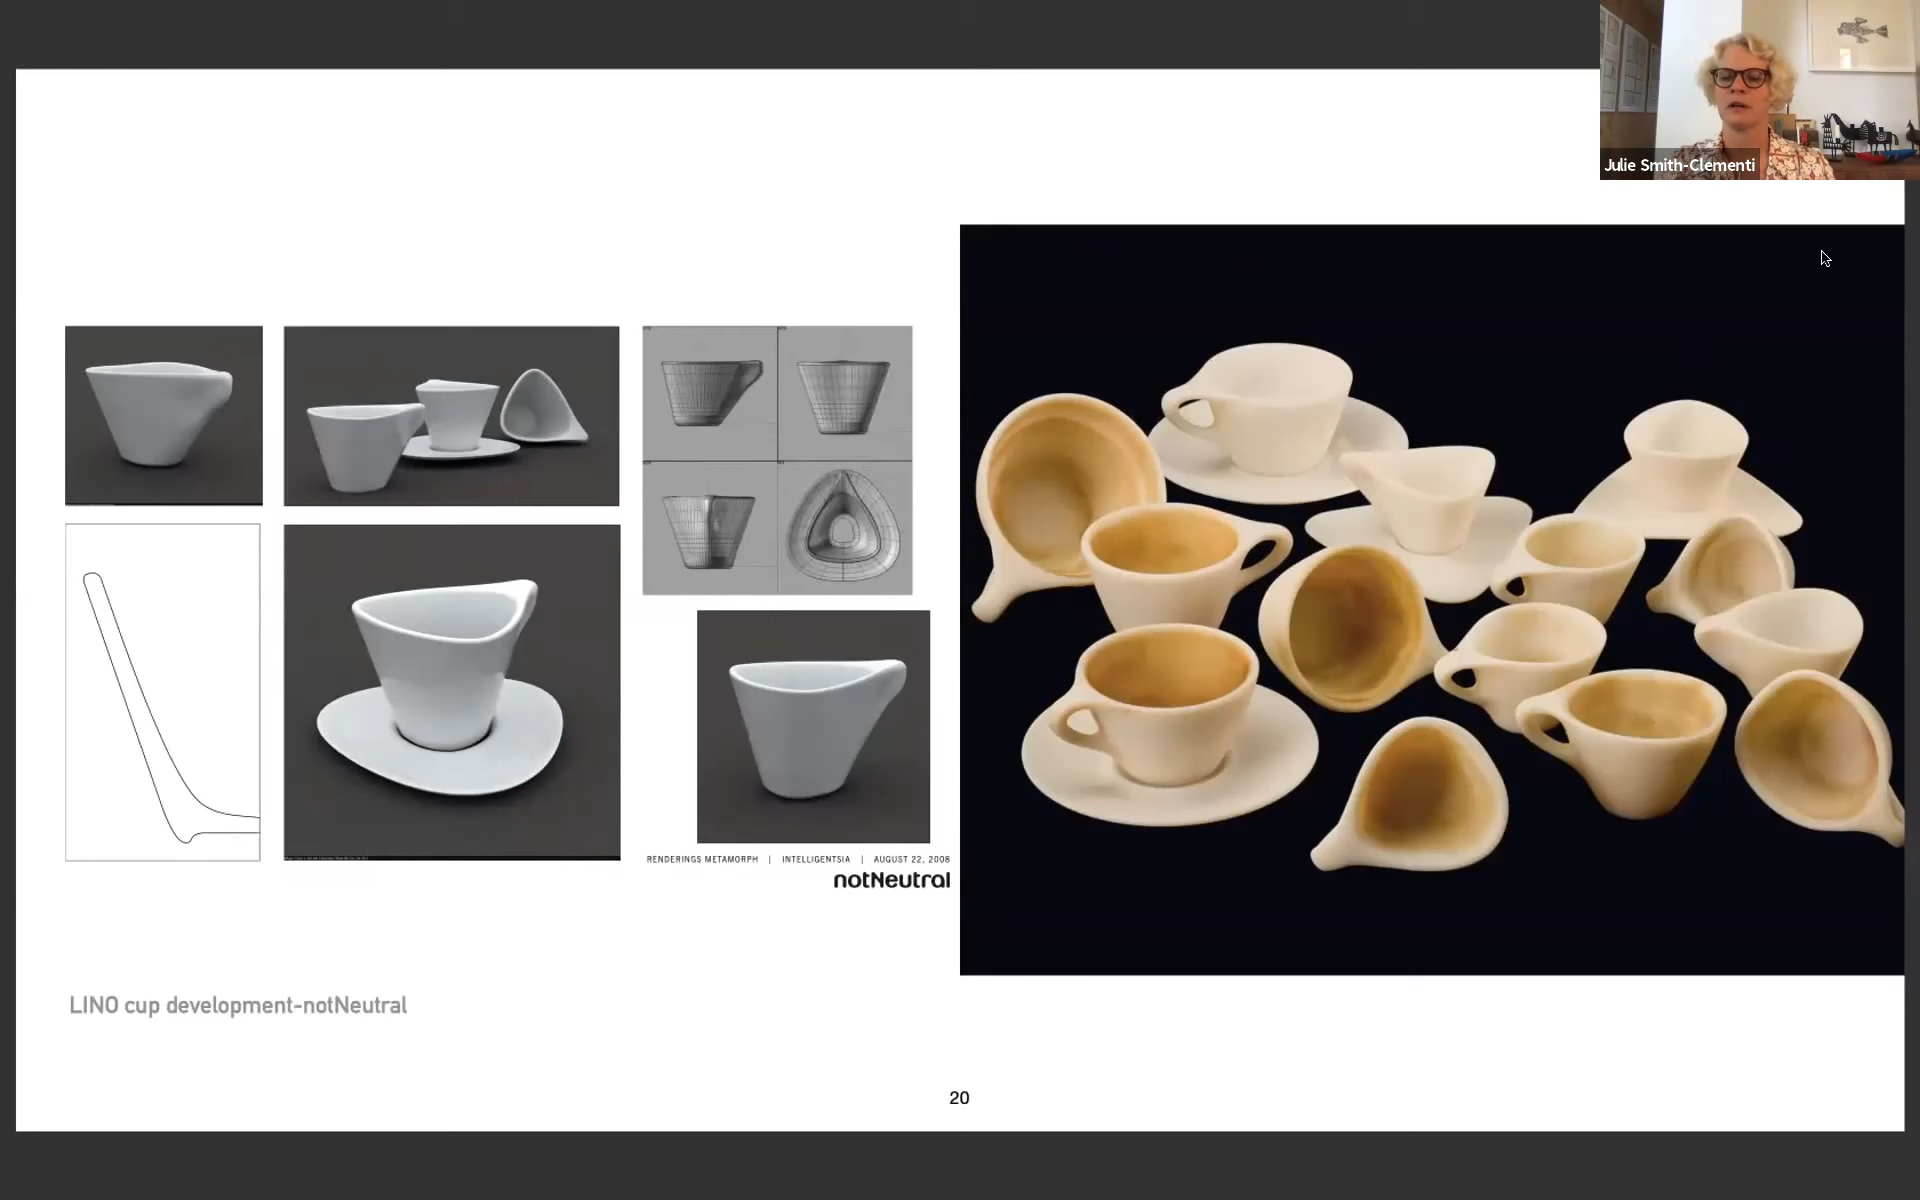 Julie Smith-Clementi
RENDERINGS METAMORPH | INTELLIGENTSIA | AUGUST 22, 2008
notNeutral
LINO cup development-notNeutral
20